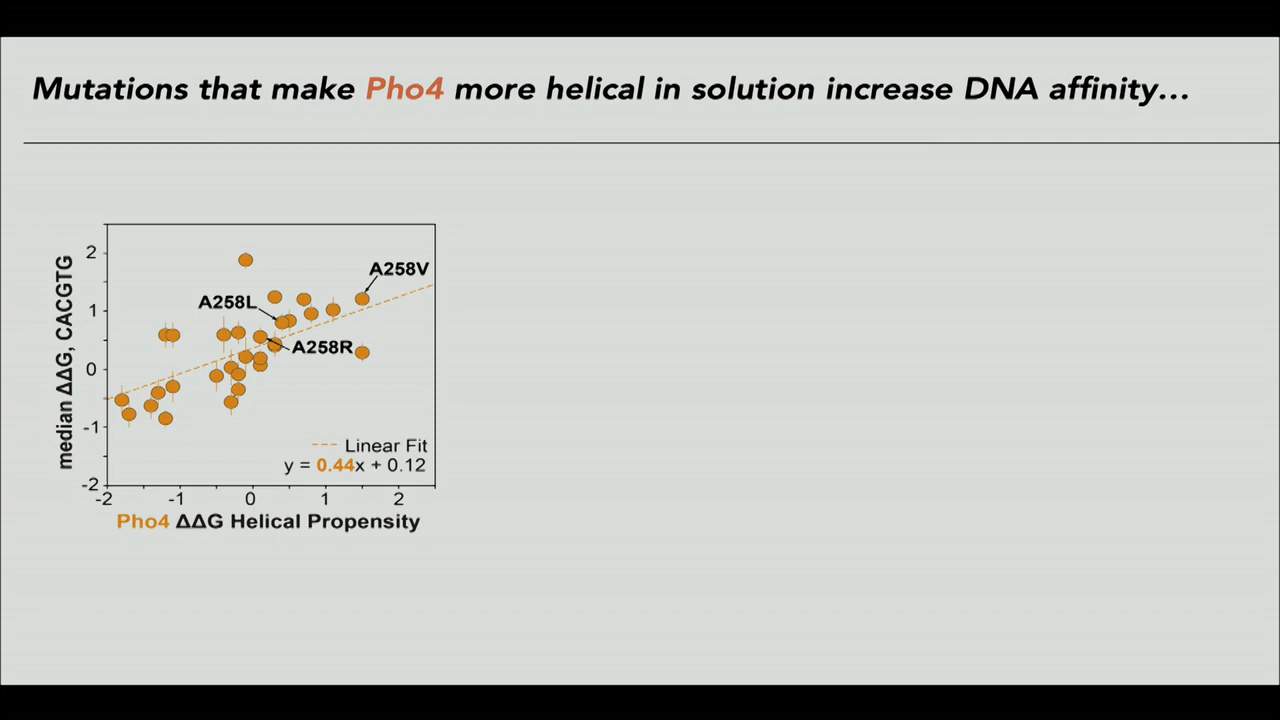 Mutations that make Pho4 more helical in solution increase DNA affinity...
median ΔΔG, CACGTG
2
1
0
-1
-2
A258V
A258L
A258R
Linear Fit
y = 0.44x + 0.12
-2
-1
0
1
2
Pho4 ΔΔG Helical Propensity